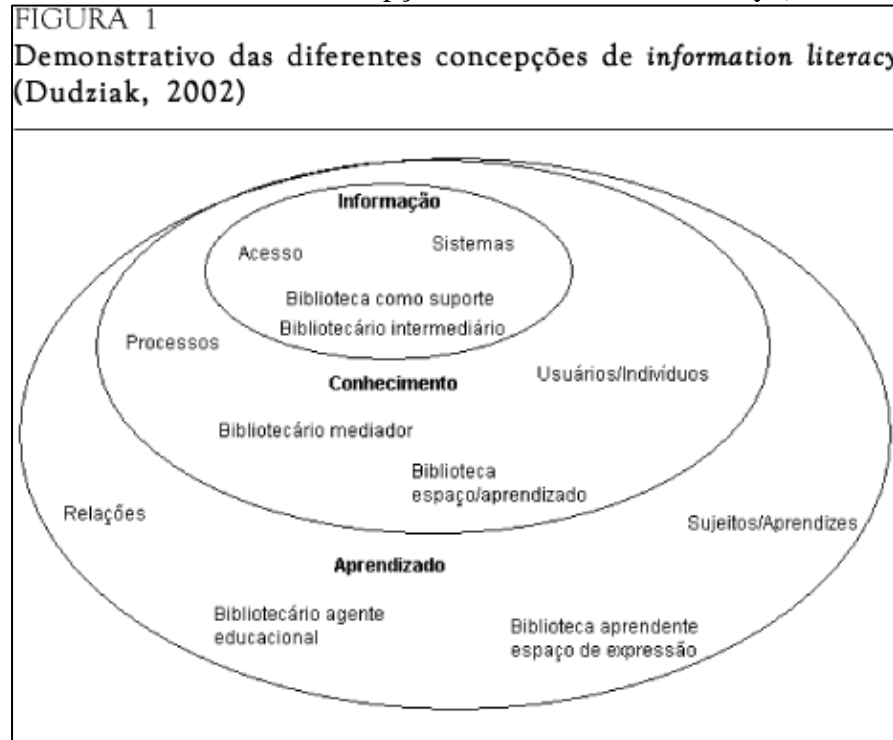 FIGURA 1
Demonstrativo das diferentes concepções de information literacy
(Dudziak, 2002)
Informação
Acesso
Sistemas
Biblioteca como suporte
Bibliotecário intermediário
Processos
Conhecimento
Usuários/Indivíduos
Bibliotecário mediador
Biblioteca
espaço/aprendizado
Relações
Sujeitos/Aprendizes
Aprendizado
Bibliotecário agente
educacional
Biblioteca aprendente
espaço de expressão